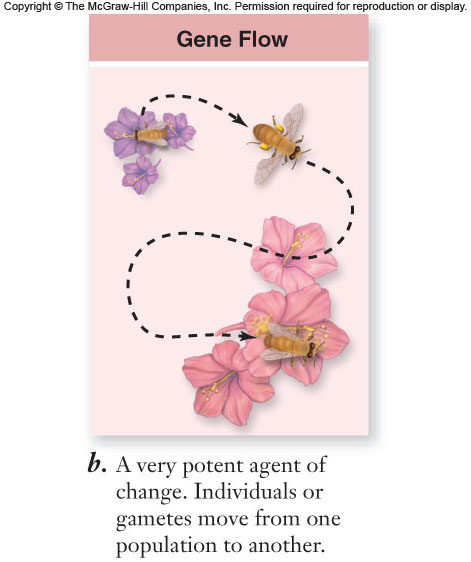 Copyright © The McGraw-Hill Companies, Inc. Permission required for reproduction or display.
Gene Flow
b. A very potent agent of
change. Individuals or
gametes move from one
population to another.